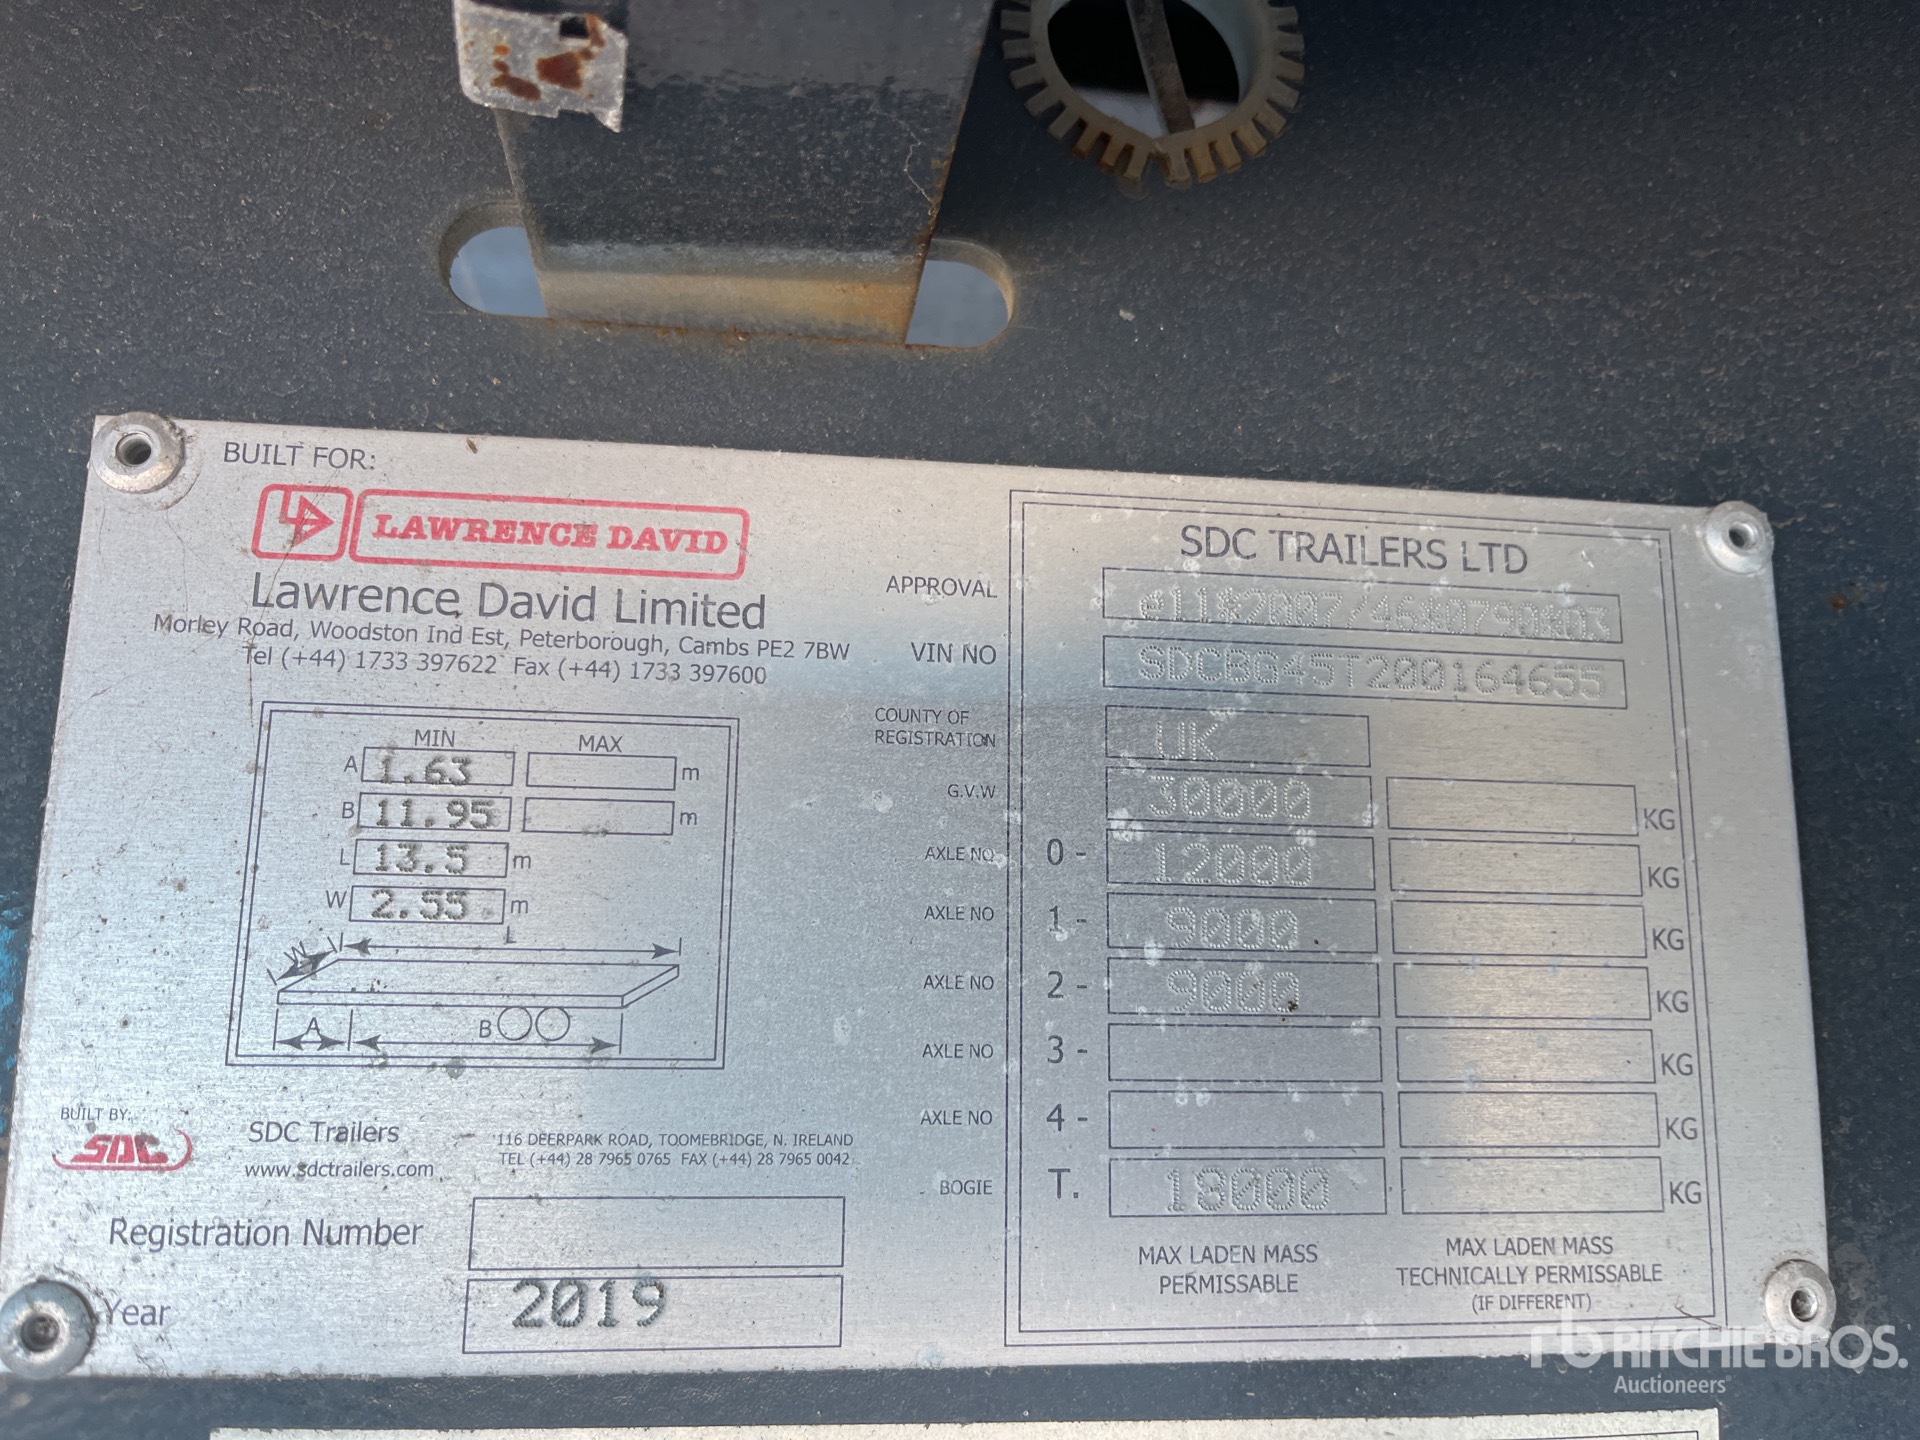 BUILT FOR:
LAWRENCE DAVID
Lawrence David Limited
Morley Road, Woodston Ind Est, Peterborough, Cambs PE2 7BW
Tel (+44) 1733 397622 Fax (+44) 1733 397600
MIN MAX
A 1.63 m
B 11.95 m
L 13.5 m
W 2.55 m
L
W
A B
BUILT BY:
SDC
SDC Trailers
www.sdctrailers.com
116 DEERPARK ROAD, TOOMEBRIDGE, N. IRELAND
TEL (+44) 28 7965 0765 FAX (+44) 28 7965 0042
Registration Number
Year 2019
SDC TRAILERS LTD
APPROVAL e11*2007/46*0790*03
VIN NO SDCBG45T200164655
COUNTY OF
REGISTRATION UK
G.V.W 30000 KG
AXLE NO 0- 12000 KG
AXLE NO 1- 9000 KG
AXLE NO 2- 9000 KG
AXLE NO 3- KG
AXLE NO 4- KG
BOGIE T. 18000 KG
MAX LADEN MASS
PERMISSABLE
MAX LADEN MASS
TECHNICALLY PERMISSABLE
(IF DIFFERENT)
rb RITCHIE BROS.
Auctioneers